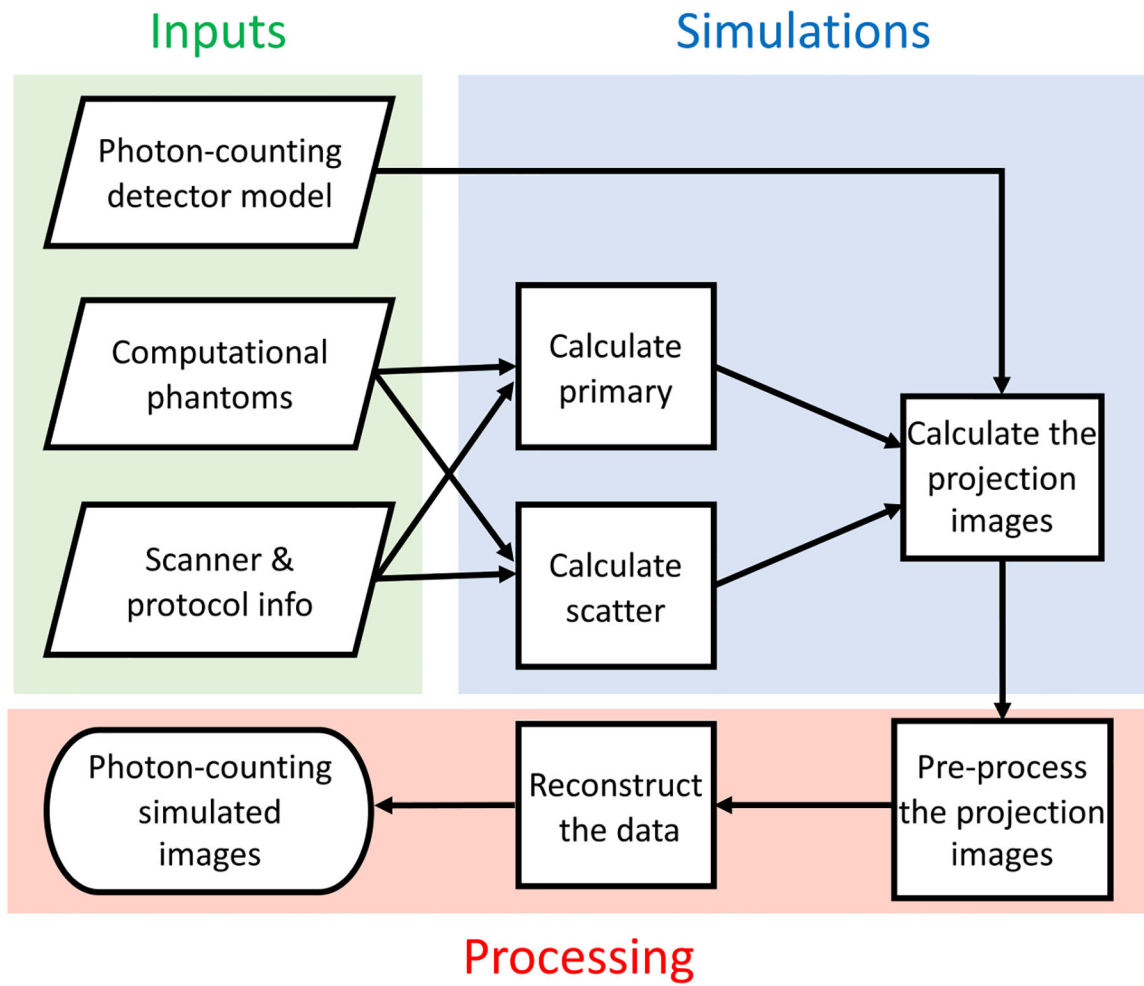 Inputs
Simulations
Photon-counting
detector model
Computational
phantoms
Scanner &
protocol info
Calculate
primary
Calculate
scatter
Calculate the
projection
images
Pre-process
the projection
images
Reconstruct
the data
Photon-counting
simulated
images
Processing